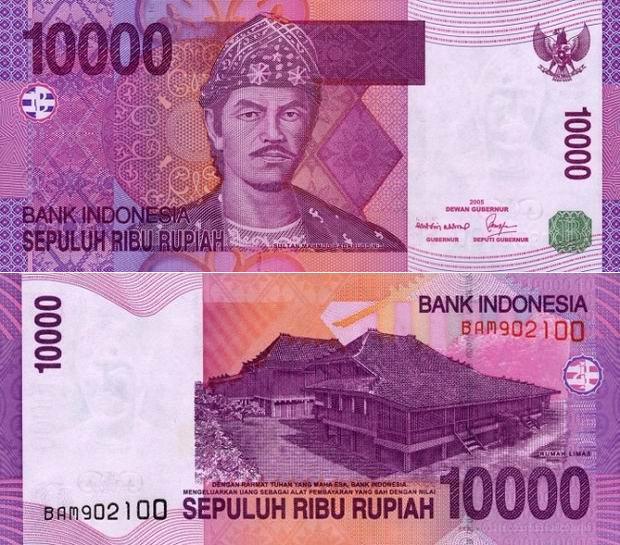 10000
10000
BANK INDONESIA
SEPULUH RIBU RUPIAH
SULTAN MAHMUD BADARUDDIN II
2005
DEWAN GUBERNUR
GUBERNUR
DEPUTI GUBERNUR
10000
BANK INDONESIA
BAM902100
RUMAH LIMAS
DENGAN RAHMAT TUHAN YANG MAHA ESA, BANK INDONESIA
MENGELUARKAN UANG SEBAGAI ALAT PEMBAYARAN YANG SAH DENGAN NILAI
SEPULUH RIBU RUPIAH
10000
BAM902100